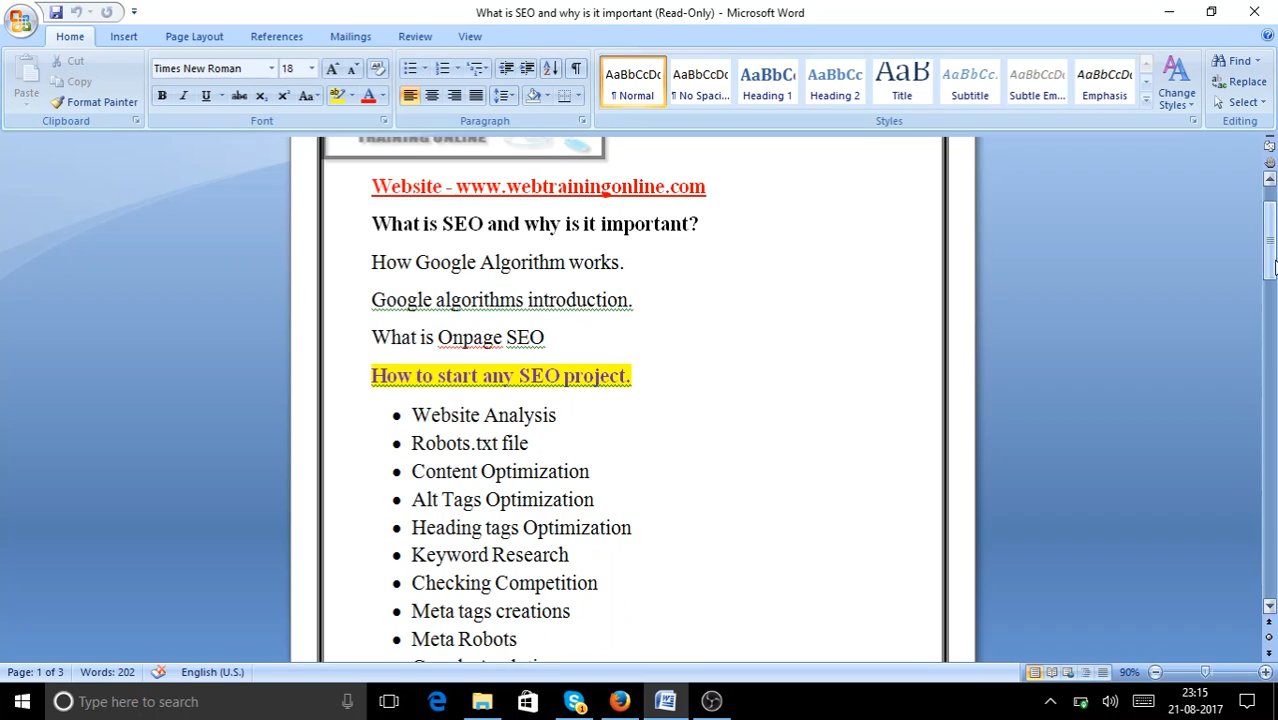 What is SEO and why is it important (Read-Only) - Microsoft Word
Home Insert Page Layout References Mailings Review View
Paste
Cut
Copy
Format Painter
Clipboard
Times New Roman 18
Font
Paragraph
AaBbCcDc AaBbCcDc AaBbCc AaBbCc AaB AaBbCc. AaBbCcDc AaBbCcDc
¶ Normal ¶ No Spaci... Heading 1 Heading 2 Title Subtitle Subtle Em... Emphasis
Change Styles
Styles
Find
Replace
Select
Editing
TRAINING ONLINE
Website - www.webtrainingonline.com
What is SEO and why is it important?
How Google Algorithm works.
Google algorithms introduction.
What is Onpage SEO
How to start any SEO project.
• Website Analysis
• Robots.txt file
• Content Optimization
• Alt Tags Optimization
• Heading tags Optimization
• Keyword Research
• Checking Competition
• Meta tags creations
• Meta Robots
Page: 1 of 3 Words: 202 English (U.S.) 90%
Type here to search
23:15
21-08-2017